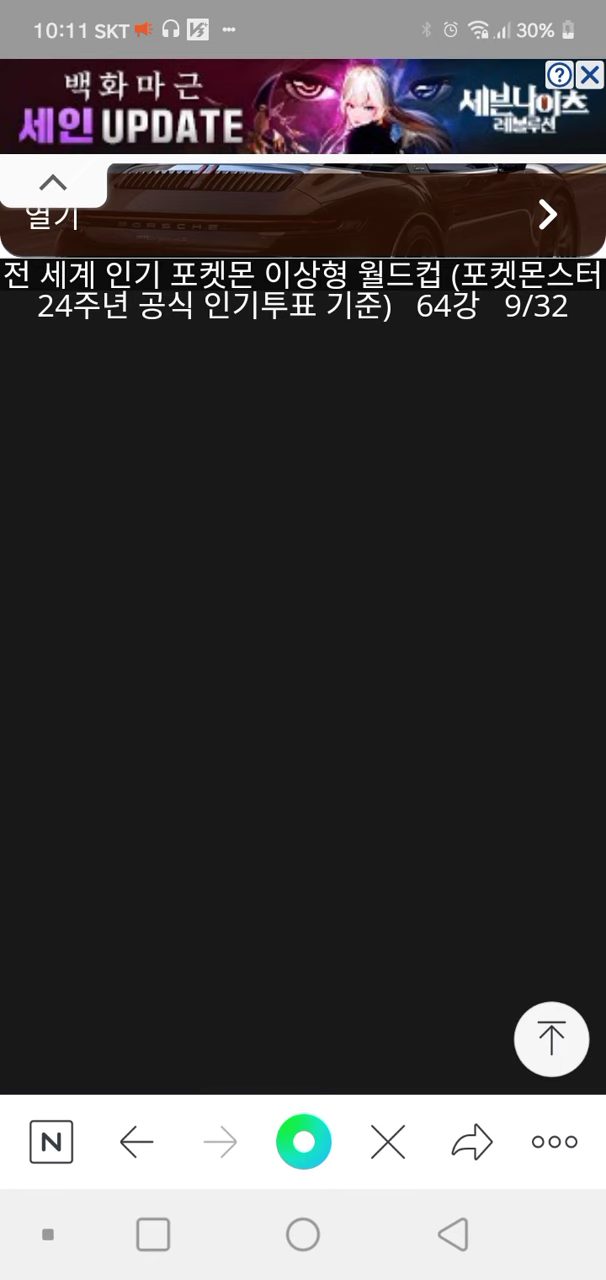 10:11 SKT 30%
백화마근
세인 UPDATE
세븐나이츠
레볼루션
열기
PORSCHE
전 세계 인기 포켓몬 이상형 월드컵 (포켓몬스터
24주년 공식 인기투표 기준) 64강 9/32
N